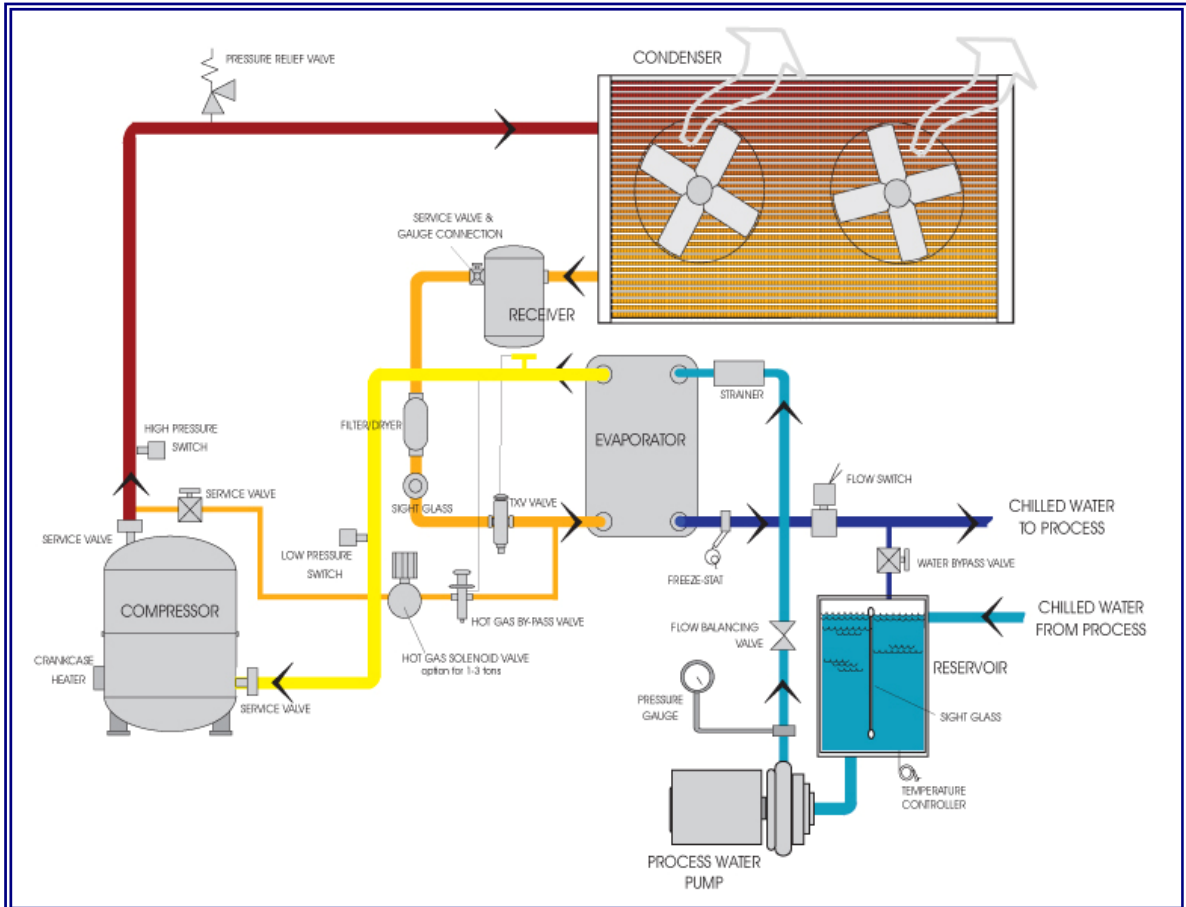 PRESSURE RELIEF VALVE
CONDENSER
SERVICE VALVE &
GAUGE CONNECTION
RECEIVER
STRAINER
FILTER/DRYER
EVAPORATOR
HIGH PRESSURE
SWITCH
SERVICE VALVE
SIGHT GLASS
TXV VALVE
FLOW SWITCH
CHILLED WATER
TO PROCESS
SERVICE VALVE
LOW PRESSURE
SWITCH
FREEZE-STAT
WATER BYPASS VALVE
COMPRESSOR
HOT GAS BY-PASS VALVE
FLOW BALANCING
VALVE
CHILLED WATER
FROM PROCESS
HOT GAS SOLENOID VALVE
option for 1-3 tons
CRANKCASE
HEATER
RESERVOIR
SERVICE VALVE
PRESSURE
GAUGE
SIGHT GLASS
TEMPERATURE
CONTROLLER
PROCESS WATER
PUMP